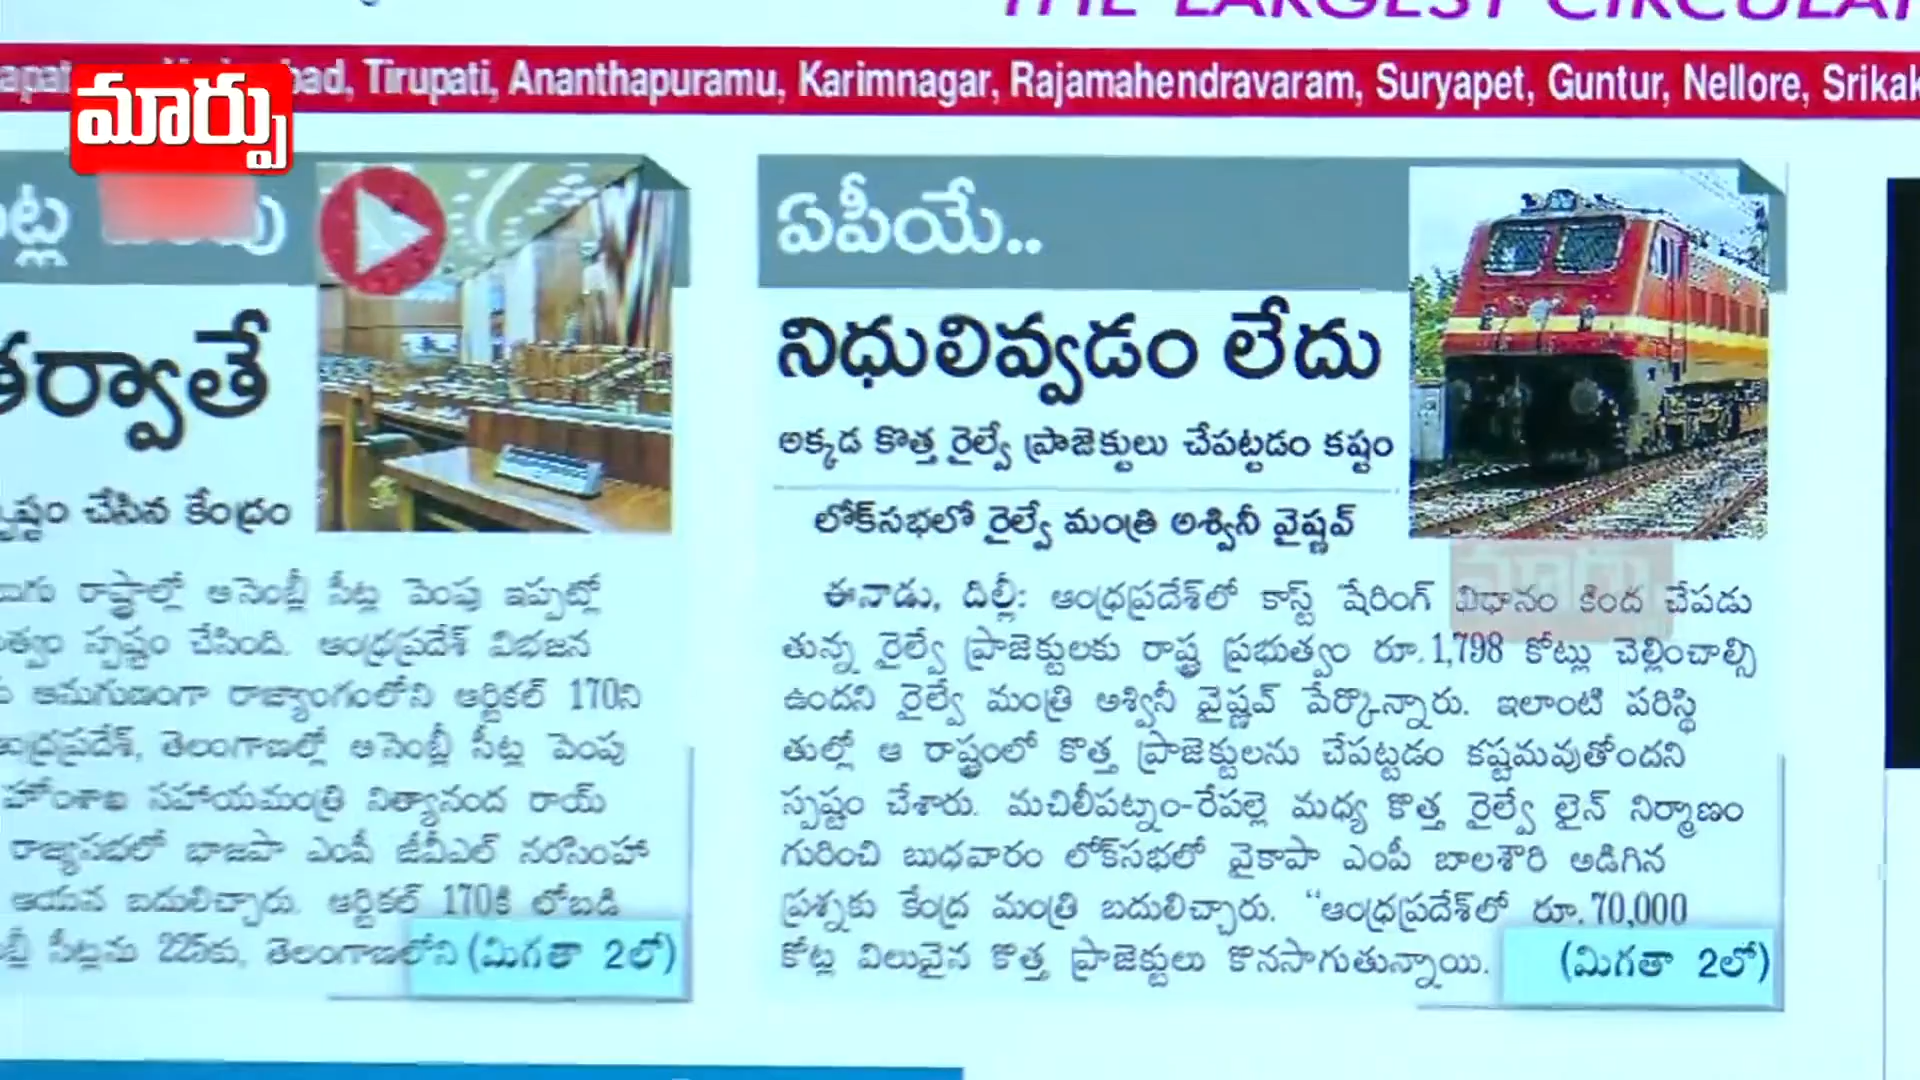 THE LARGEST CIRCULAT
Tirupati, Ananthapuramu, Karimnagar, Rajamahendravaram, Suryapet, Guntur, Nellore, Srikak
మార్పు
తర్వాతే
చేసిన కేంద్రం
రాష్ట్రాల్లో అసెంబ్లీ సీట్ల పెంపు ఇప్పట్లో
స్పష్టం చేసింది. ఆంధ్రప్రదేశ్ విభజన
అనుగుణంగా రాజ్యాంగంలోని ఆర్టికల్ 170ని
తెలంగాణల్లో అసెంబ్లీ సీట్ల పెంపు
హోంశాఖ సహాయమంత్రి నిత్యానంద రాయ్
రాజ్యసభలో భాజపా ఎంపీ జీవీఎల్ నరసింహా
ఆయన బదులిచ్చారు. ఆర్టికల్ 170కి లోబడి
సీట్లను 225కు, తెలంగాణలోని (మిగతా 2లో)
ఏపీయే..
నిధులివ్వడం లేదు
అక్కడ కొత్త రైల్వే ప్రాజెక్టులు చేపట్టడం కష్టం
లోక్‌సభలో రైల్వే మంత్రి అశ్వినీ వైష్ణవ్
ఈనాడు, దిల్లీ: ఆంధ్రప్రదేశ్‌లో కాస్ట్ షేరింగ్ విధానం కింద చేపడు
తున్న రైల్వే ప్రాజెక్టులకు రాష్ట్ర ప్రభుత్వం రూ.1,798 కోట్లు చెల్లించాల్సి
ఉందని రైల్వే మంత్రి అశ్వినీ వైష్ణవ్ పేర్కొన్నారు. ఇలాంటి పరిస్థి
తుల్లో ఆ రాష్ట్రంలో కొత్త ప్రాజెక్టులను చేపట్టడం కష్టమవుతోందని
స్పష్టం చేశారు. మచిలీపట్నం-రేపల్లె మధ్య కొత్త రైల్వే లైన్ నిర్మాణం
గురించి బుధవారం లోక్‌సభలో వైకాపా ఎంపీ బాలశౌరి అడిగిన
ప్రశ్నకు కేంద్ర మంత్రి బదులిచ్చారు. “ఆంధ్రప్రదేశ్‌లో రూ.70,000
కోట్ల విలువైన కొత్త ప్రాజెక్టులు కొనసాగుతున్నాయి. (మిగతా 2లో)